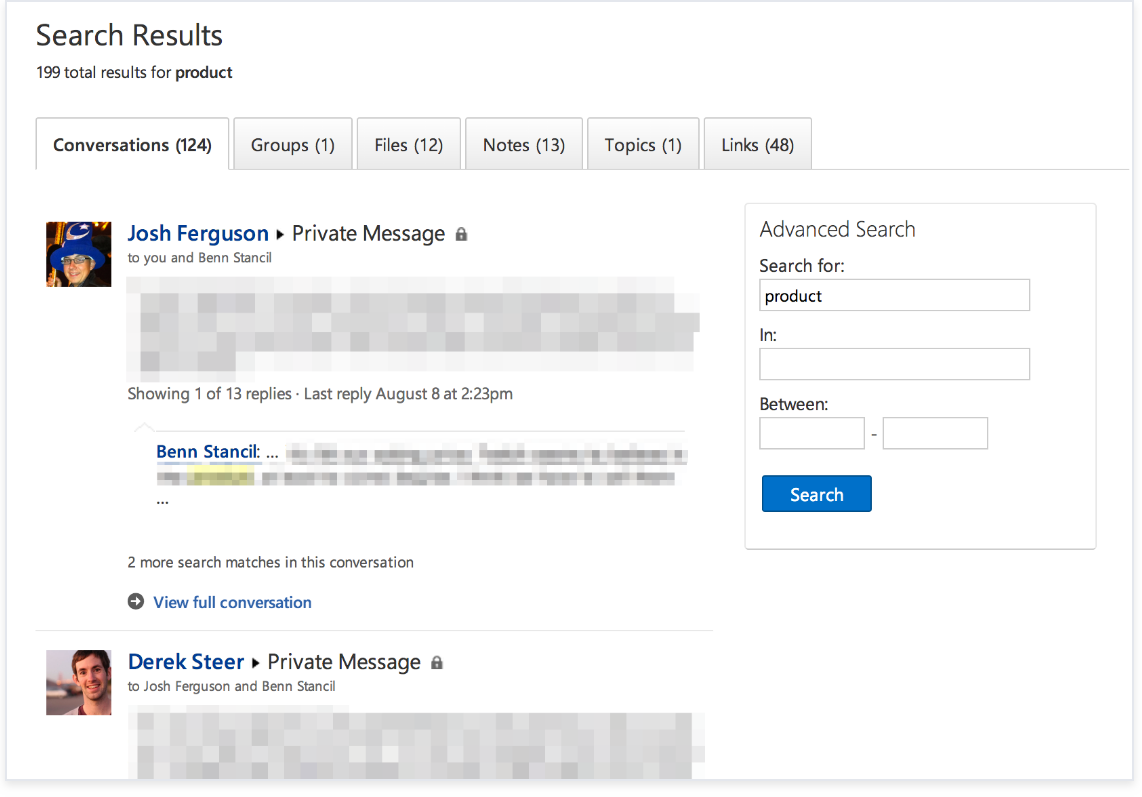 Search Results
199 total results for product
Conversations (124)
Groups (1)
Files (12)
Notes (13)
Topics (1)
Links (48)
Josh Ferguson ▸ Private Message
to you and Benn Stancil
Showing 1 of 13 replies · Last reply August 8 at 2:23pm
Benn Stancil: ...
...
2 more search matches in this conversation
View full conversation
Derek Steer ▸ Private Message
to Josh Ferguson and Benn Stancil
Advanced Search
Search for:
product
In:
Between:
-
Search